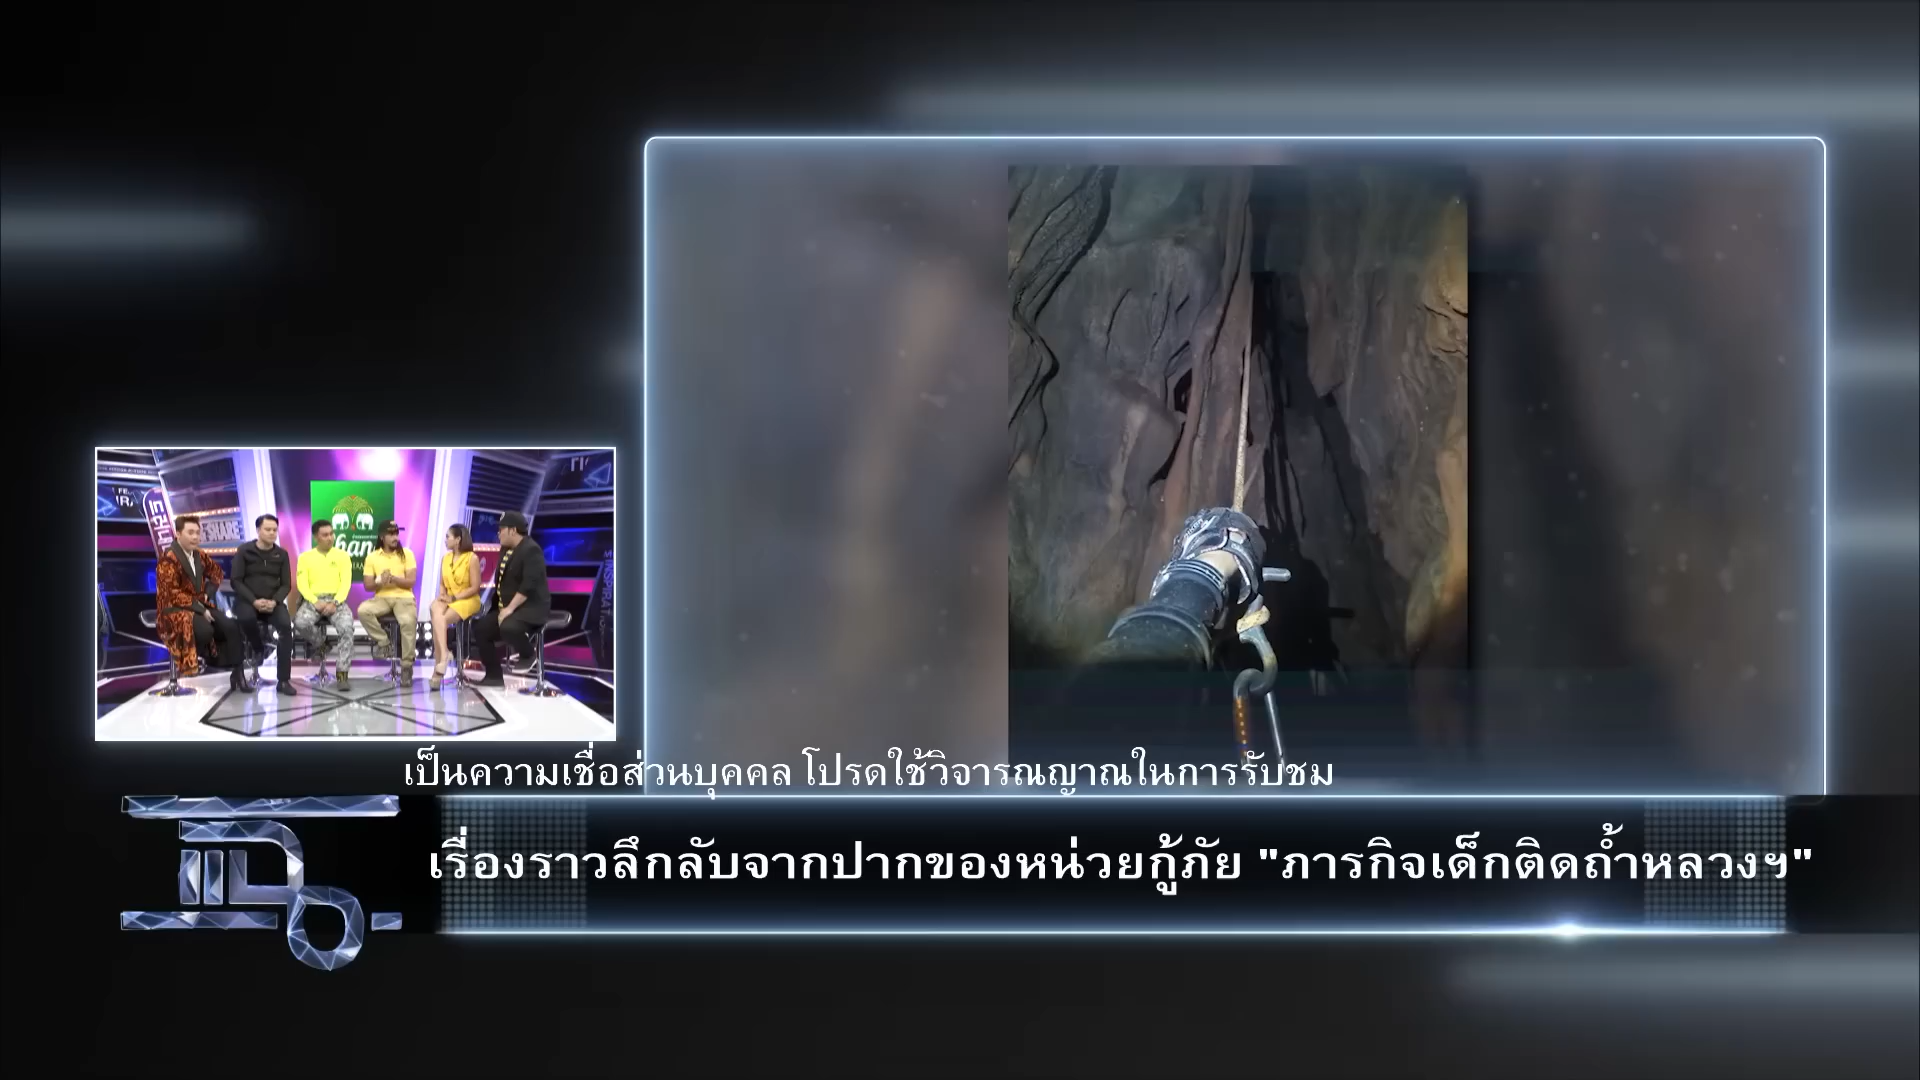 SHARE
เป็นความเชื่อส่วนบุคคล โปรดใช้วิจารณญาณในการรับชม
เรื่องราวลึกลับจากปากของหน่วยกู้ภัย "ภารกิจเด็กติดถ้ำหลวงฯ"
แฉ